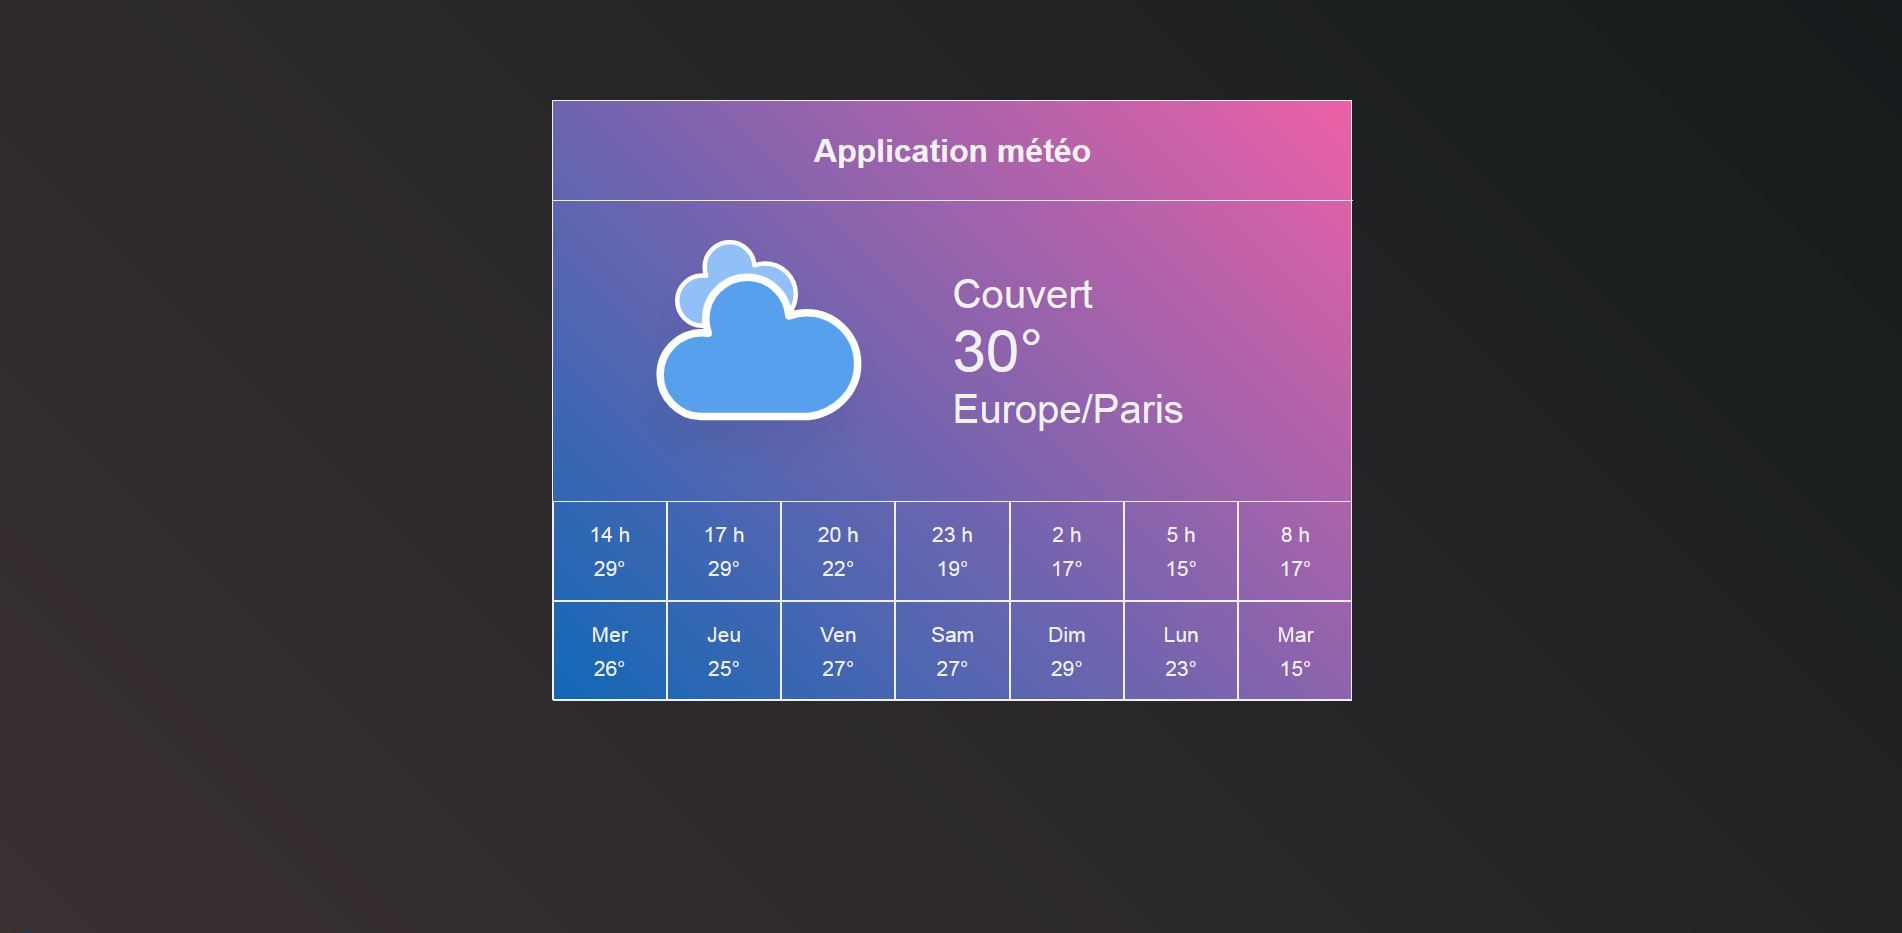 Application météo
Couvert
30°
Europe/Paris
14 h 17 h 20 h 23 h 2 h 5 h 8 h
29° 29° 22° 19° 17° 15° 17°
Mer Jeu Ven Sam Dim Lun Mar
26° 25° 27° 27° 29° 23° 15°